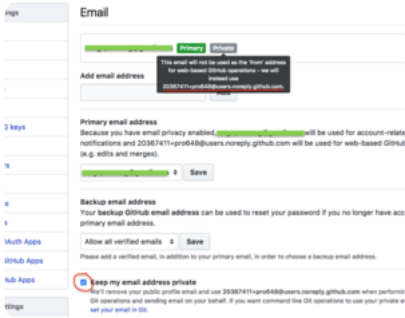 ings
Email
Primary Private
This email will not be used as the 'from' address
for web-based GitHub operations - we will
instead use
20367411+pro648@users.noreply.github.com.
Add email address
Add
G keys
Primary email address
Because you have email privacy enabled, will be used for account-relate
notifications and 20367411+pro648@users.noreply.github.com will be used for web-based GitHub
(e.g. edits and merges).
s
Save
Backup email address
Your backup GitHub email address can be used to reset your password if you no longer have acc
primary email address.
Auth Apps
Allow all verified emails Save
itHub Apps
Please add a verified email, in addition to your primary email, in order to choose a backup email address.
ub Apps
Keep my email address private
We'll remove your public profile email and use 20367411+pro648@users.noreply.github.com when performin
Git operations and sending email on your behalf. If you want command line Git operations to use your private e
ttings
set your email in Git.